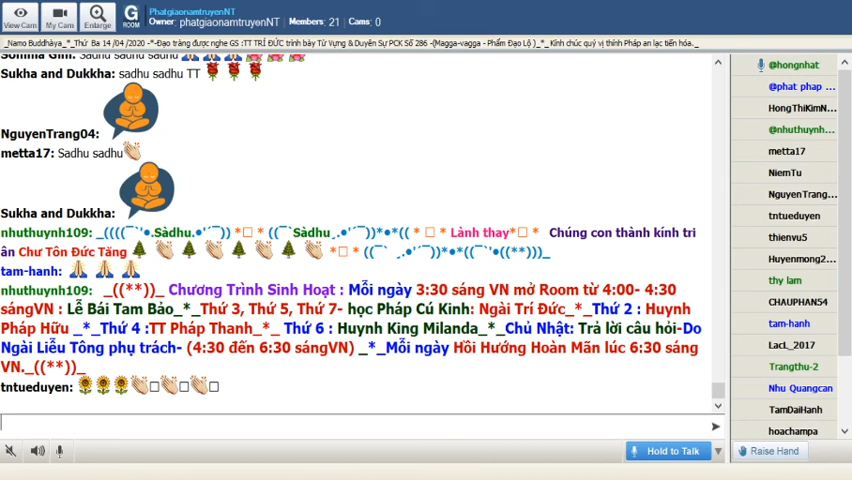 View Cam
My Cam
Enlarge
G
ROOM
PhatgiaonamtruyenNT
Owner: phatgiaonamtruyenNT | Members: 21 | Cams: 0
_Namo Buddhàya_*_Thứ Ba 14 /04 /2020 -*-Đạo tràng được nghe GS :TT TRÍ ĐỨC trình bày Từ Vựng & Duyên Sự PCK Số 286 -(Magga-vagga - Phẩm Đạo Lộ )_*_Kính chúc quý vị thính Pháp an lạc tiến hóa._
Sukha and Dukkha: sadhu sadhu TT
NguyenTrang04:
metta17: Sadhu sadhu
Sukha and Dukkha:
nhuthuynh109: _((((¯`'•.Sàdhu.•'´¯)) *□ * ((¯`Sàdhu¸.•'´¯))*•*(( * □ * Lành thay*□ * Chúng con thành kính tri
ân Chư Tôn Đức Tăng *□ * ((¯`¸.•'´¯))*•*((¯`'•((**)))_
tam-hanh:
nhuthuynh109: _((**))_ Chương Trình Sinh Hoạt : Mỗi ngày 3:30 sáng VN mở Room từ 4:00- 4:30
sángVN : Lễ Bái Tam Bảo_*_Thứ 3, Thứ 5, Thứ 7- học Pháp Cú Kinh: Ngài Trí Đức_*_Thứ 2 : Huynh
Pháp Hữu _*_Thứ 4 :TT Pháp Thanh_*_ Thứ 6 : Huynh King Milanda_*_Chủ Nhật: Trả lời câu hỏi-Do
Ngài Liễu Tông phụ trách- (4:30 đến 6:30 sángVN) _*_Mỗi ngày Hồi Hướng Hoàn Mãn lúc 6:30 sáng
VN._((**))_
tntueduyen:
@hongnhat
@phat phap ...
HongThiKimN...
@nhuthuynh...
metta17
NiemTu
NguyenTrang...
tntueduyen
thienvu5
Huyenmong2...
thy lam
CHAUPHAN54
tam-hanh
LacL_2017
Trangthu-2
Nhu Quangcan
TamDaiHanh
hoachampa
Hold to Talk
Raise Hand